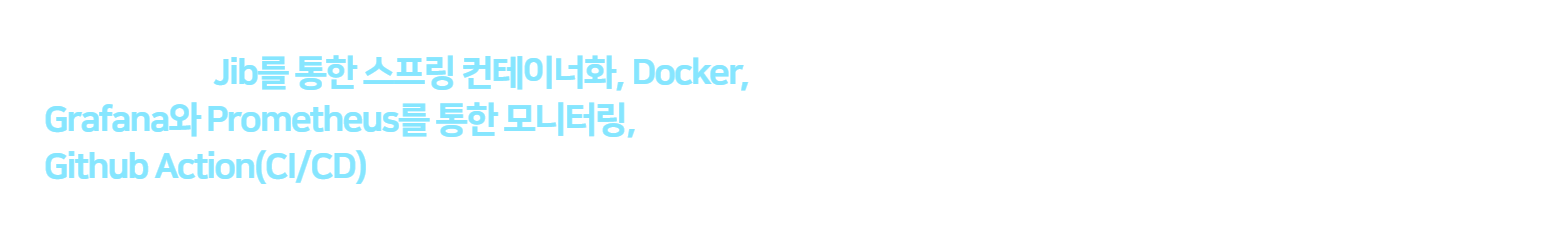 Jib를 통한 스프링 컨테이너화, Docker,
Grafana와 Prometheus를 통한 모니터링,
Github Action(CI/CD)